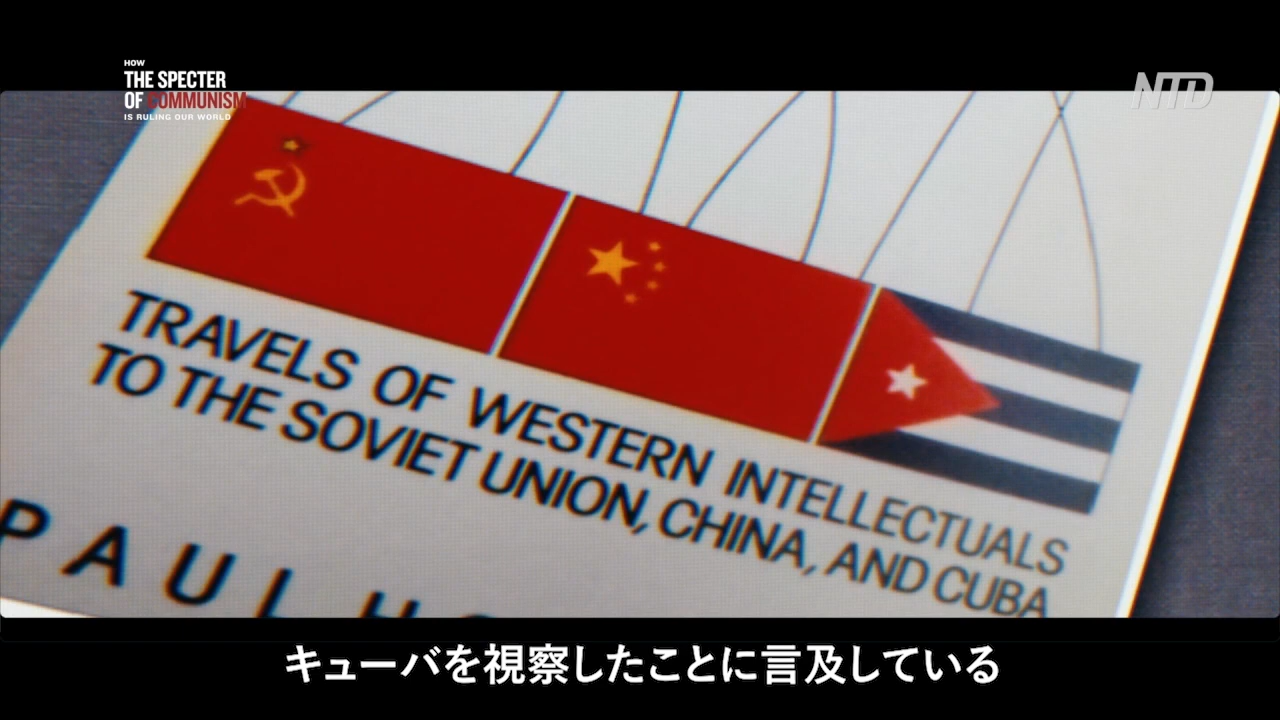 HOW
THE SPECTER
OF COMMUNISM
IS RULING OUR WORLD
NTD
TRAVELS OF WESTERN INTELLECTUALS
TO THE SOVIET UNION, CHINA, AND CUBA
PAUL H
キューバを視察したことに言及している